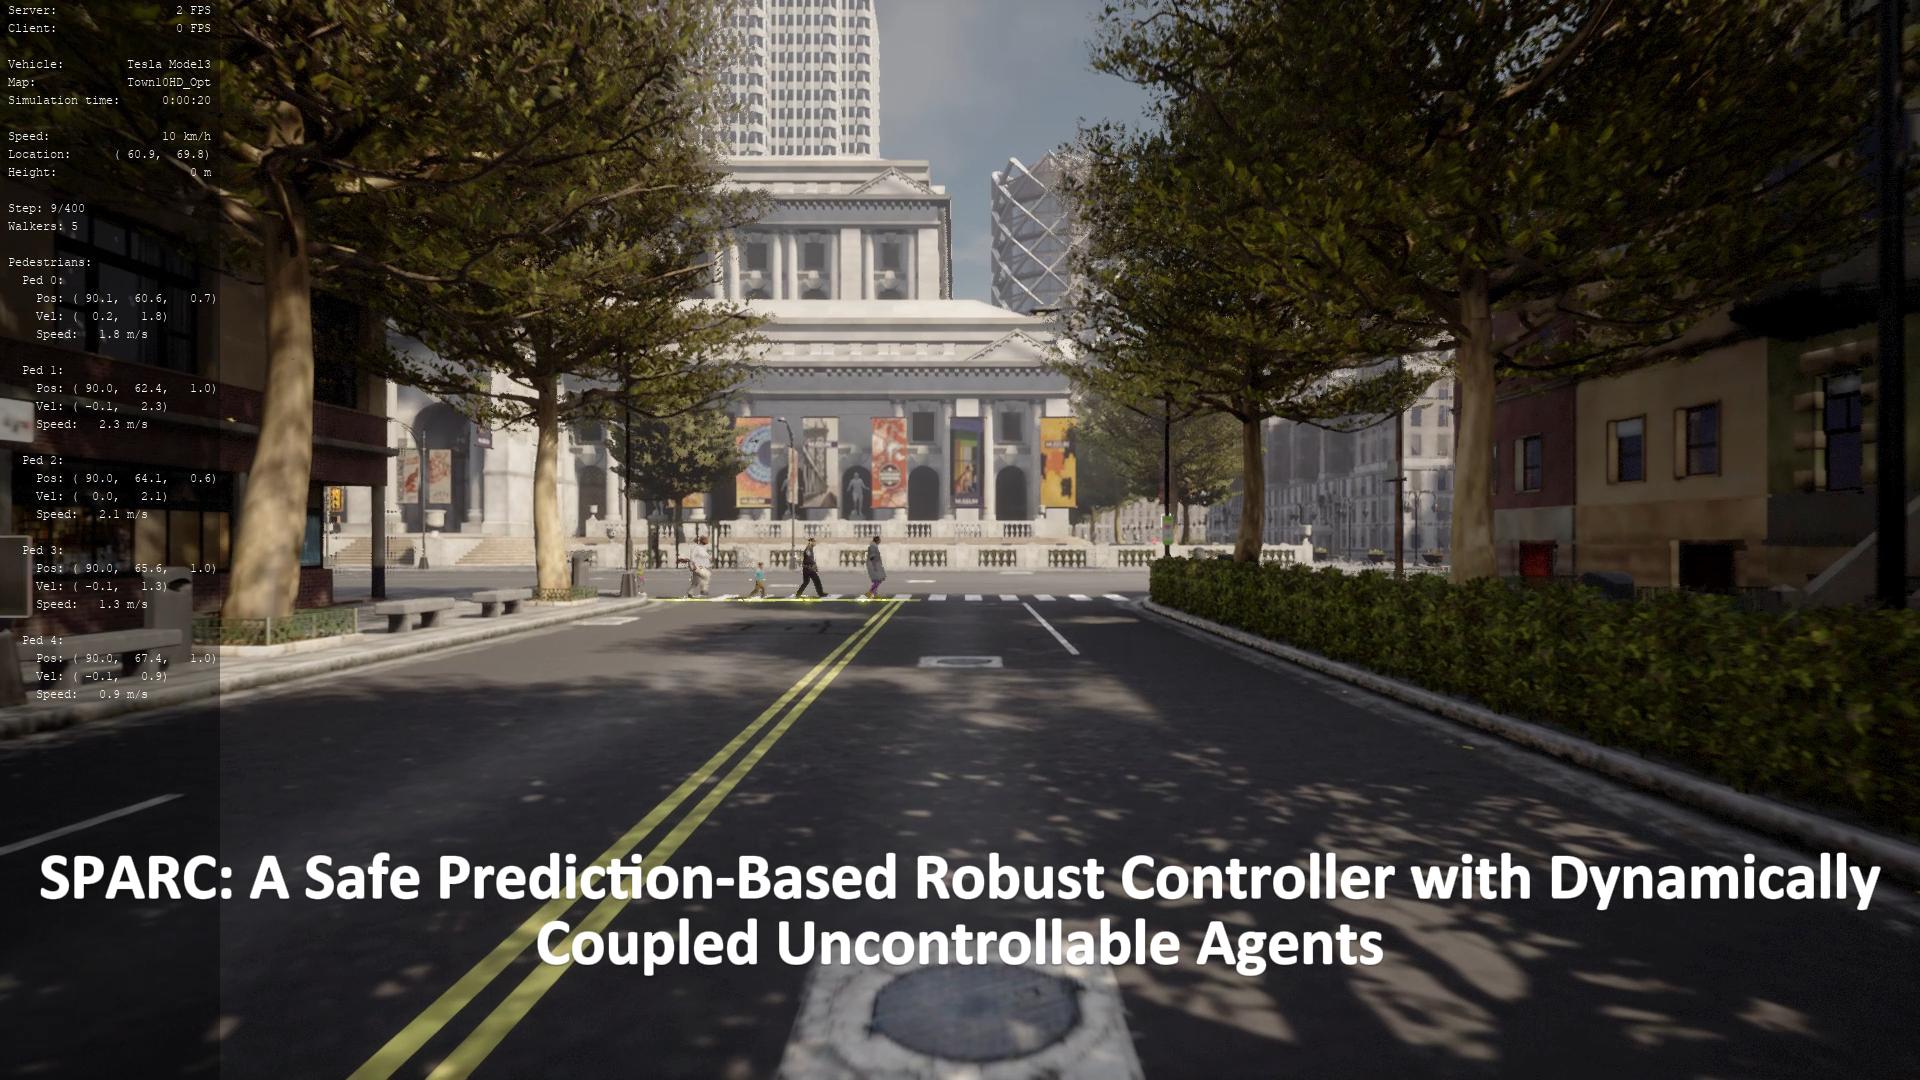 Server: 2 FPS
Client: 0 FPS
Vehicle: Tesla Model3
Map: Town10HD_Opt
Simulation time: 0:00:20
Speed: 10 km/h
Location: ( 60.9, 69.8)
Height: 0 m
Step: 9/400
Walkers: 5
Pedestrians:
Ped 0:
Pos: ( 90.1, 60.6, 0.7)
Vel: ( 0.2, 1.8)
Speed: 1.8 m/s
Ped 1:
Pos: ( 90.0, 62.4, 1.0)
Vel: ( -0.1, 2.3)
Speed: 2.3 m/s
Ped 2:
Pos: ( 90.0, 64.1, 0.6)
Vel: ( 0.0, 2.1)
Speed: 2.1 m/s
Ped 3:
Pos: ( 90.0, 65.6, 1.0)
Vel: ( -0.1, 1.3)
Speed: 1.3 m/s
Ped 4:
Pos: ( 90.0, 67.4, 1.0)
Vel: ( -0.1, 0.9)
Speed: 0.9 m/s
SPARC: A Safe Prediction-Based Robust Controller with Dynamically
Coupled Uncontrollable Agents